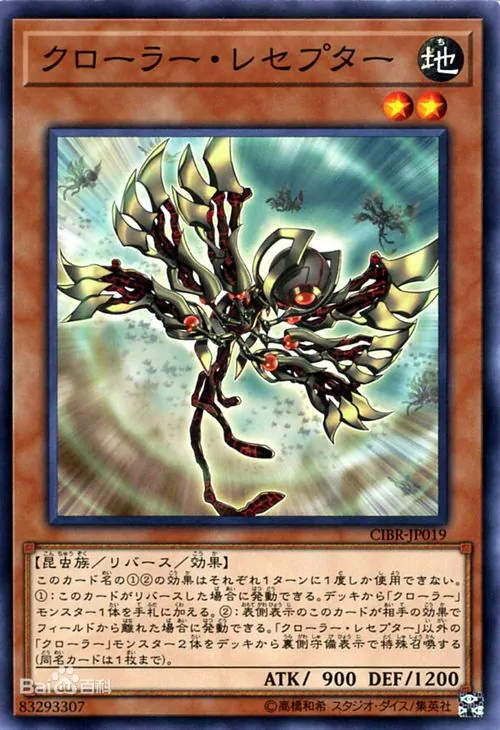 クローラー・レセプター
地
CIBR-JP019
【昆虫族／リバース／効果】
このカード名の①②の効果はそれぞれ1ターンに1度しか使用できない。
①：このカードがリバースした場合に発動できる。デッキから「クローラー」
モンスター1体を手札に加える。②：表側表示のこのカードが相手の効果で
フィールドから離れた場合に発動できる。「クローラー・レセプター」以外の
「クローラー」モンスター2体をデッキから裏側守備表示で特殊召喚する
(同名カードは1枚まで)。
ATK/ 900 DEF/1200
Bai百科
83293307
©高橋和希 スタジオ・ダイス/集英社